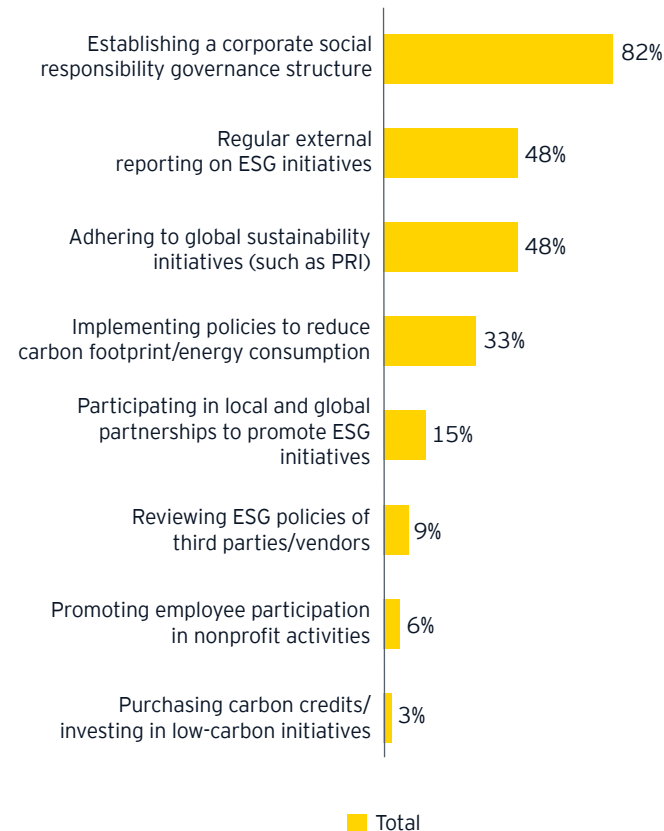 Establishing a corporate social
responsibility governance structure
82%
Regular external
reporting on ESG initiatives
48%
Adhering to global sustainability
initiatives (such as PRI)
48%
Implementing policies to reduce
carbon footprint/energy consumption
33%
Participating in local and global
partnerships to promote ESG
initiatives
15%
Reviewing ESG policies of
third parties/vendors
9%
Promoting employee participation
in nonprofit activities
6%
Purchasing carbon credits/
investing in low-carbon initiatives
3%
Total